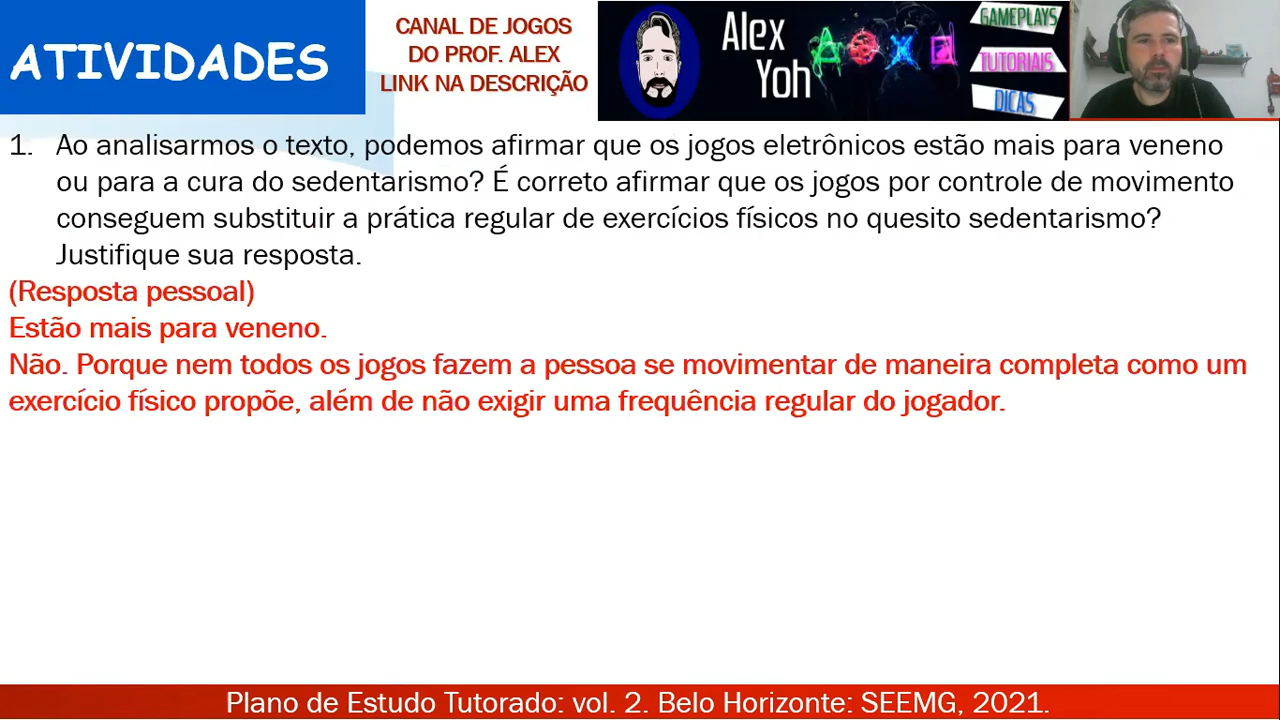 ATIVIDADES
CANAL DE JOGOS
DO PROF. ALEX
LINK NA DESCRIÇÃO
Alex
Yoh
GAMEPLAYS
TUTORIAIS
DICAS
1. Ao analisarmos o texto, podemos afirmar que os jogos eletrônicos estão mais para veneno
ou para a cura do sedentarismo? É correto afirmar que os jogos por controle de movimento
conseguem substituir a prática regular de exercícios físicos no quesito sedentarismo?
Justifique sua resposta.
(Resposta pessoal)
Estão mais para veneno.
Não. Porque nem todos os jogos fazem a pessoa se movimentar de maneira completa como um
exercício físico propõe, além de não exigir uma frequência regular do jogador.
Plano de Estudo Tutorado: vol. 2. Belo Horizonte: SEEMG, 2021.